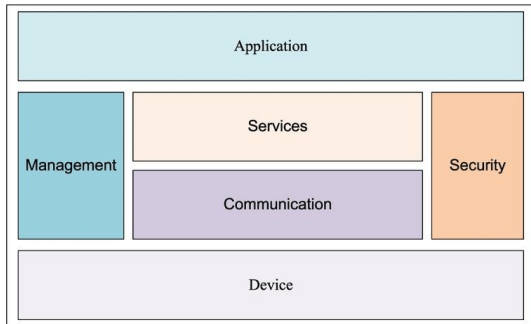 Application
Management
Services
Communication
Security
Device